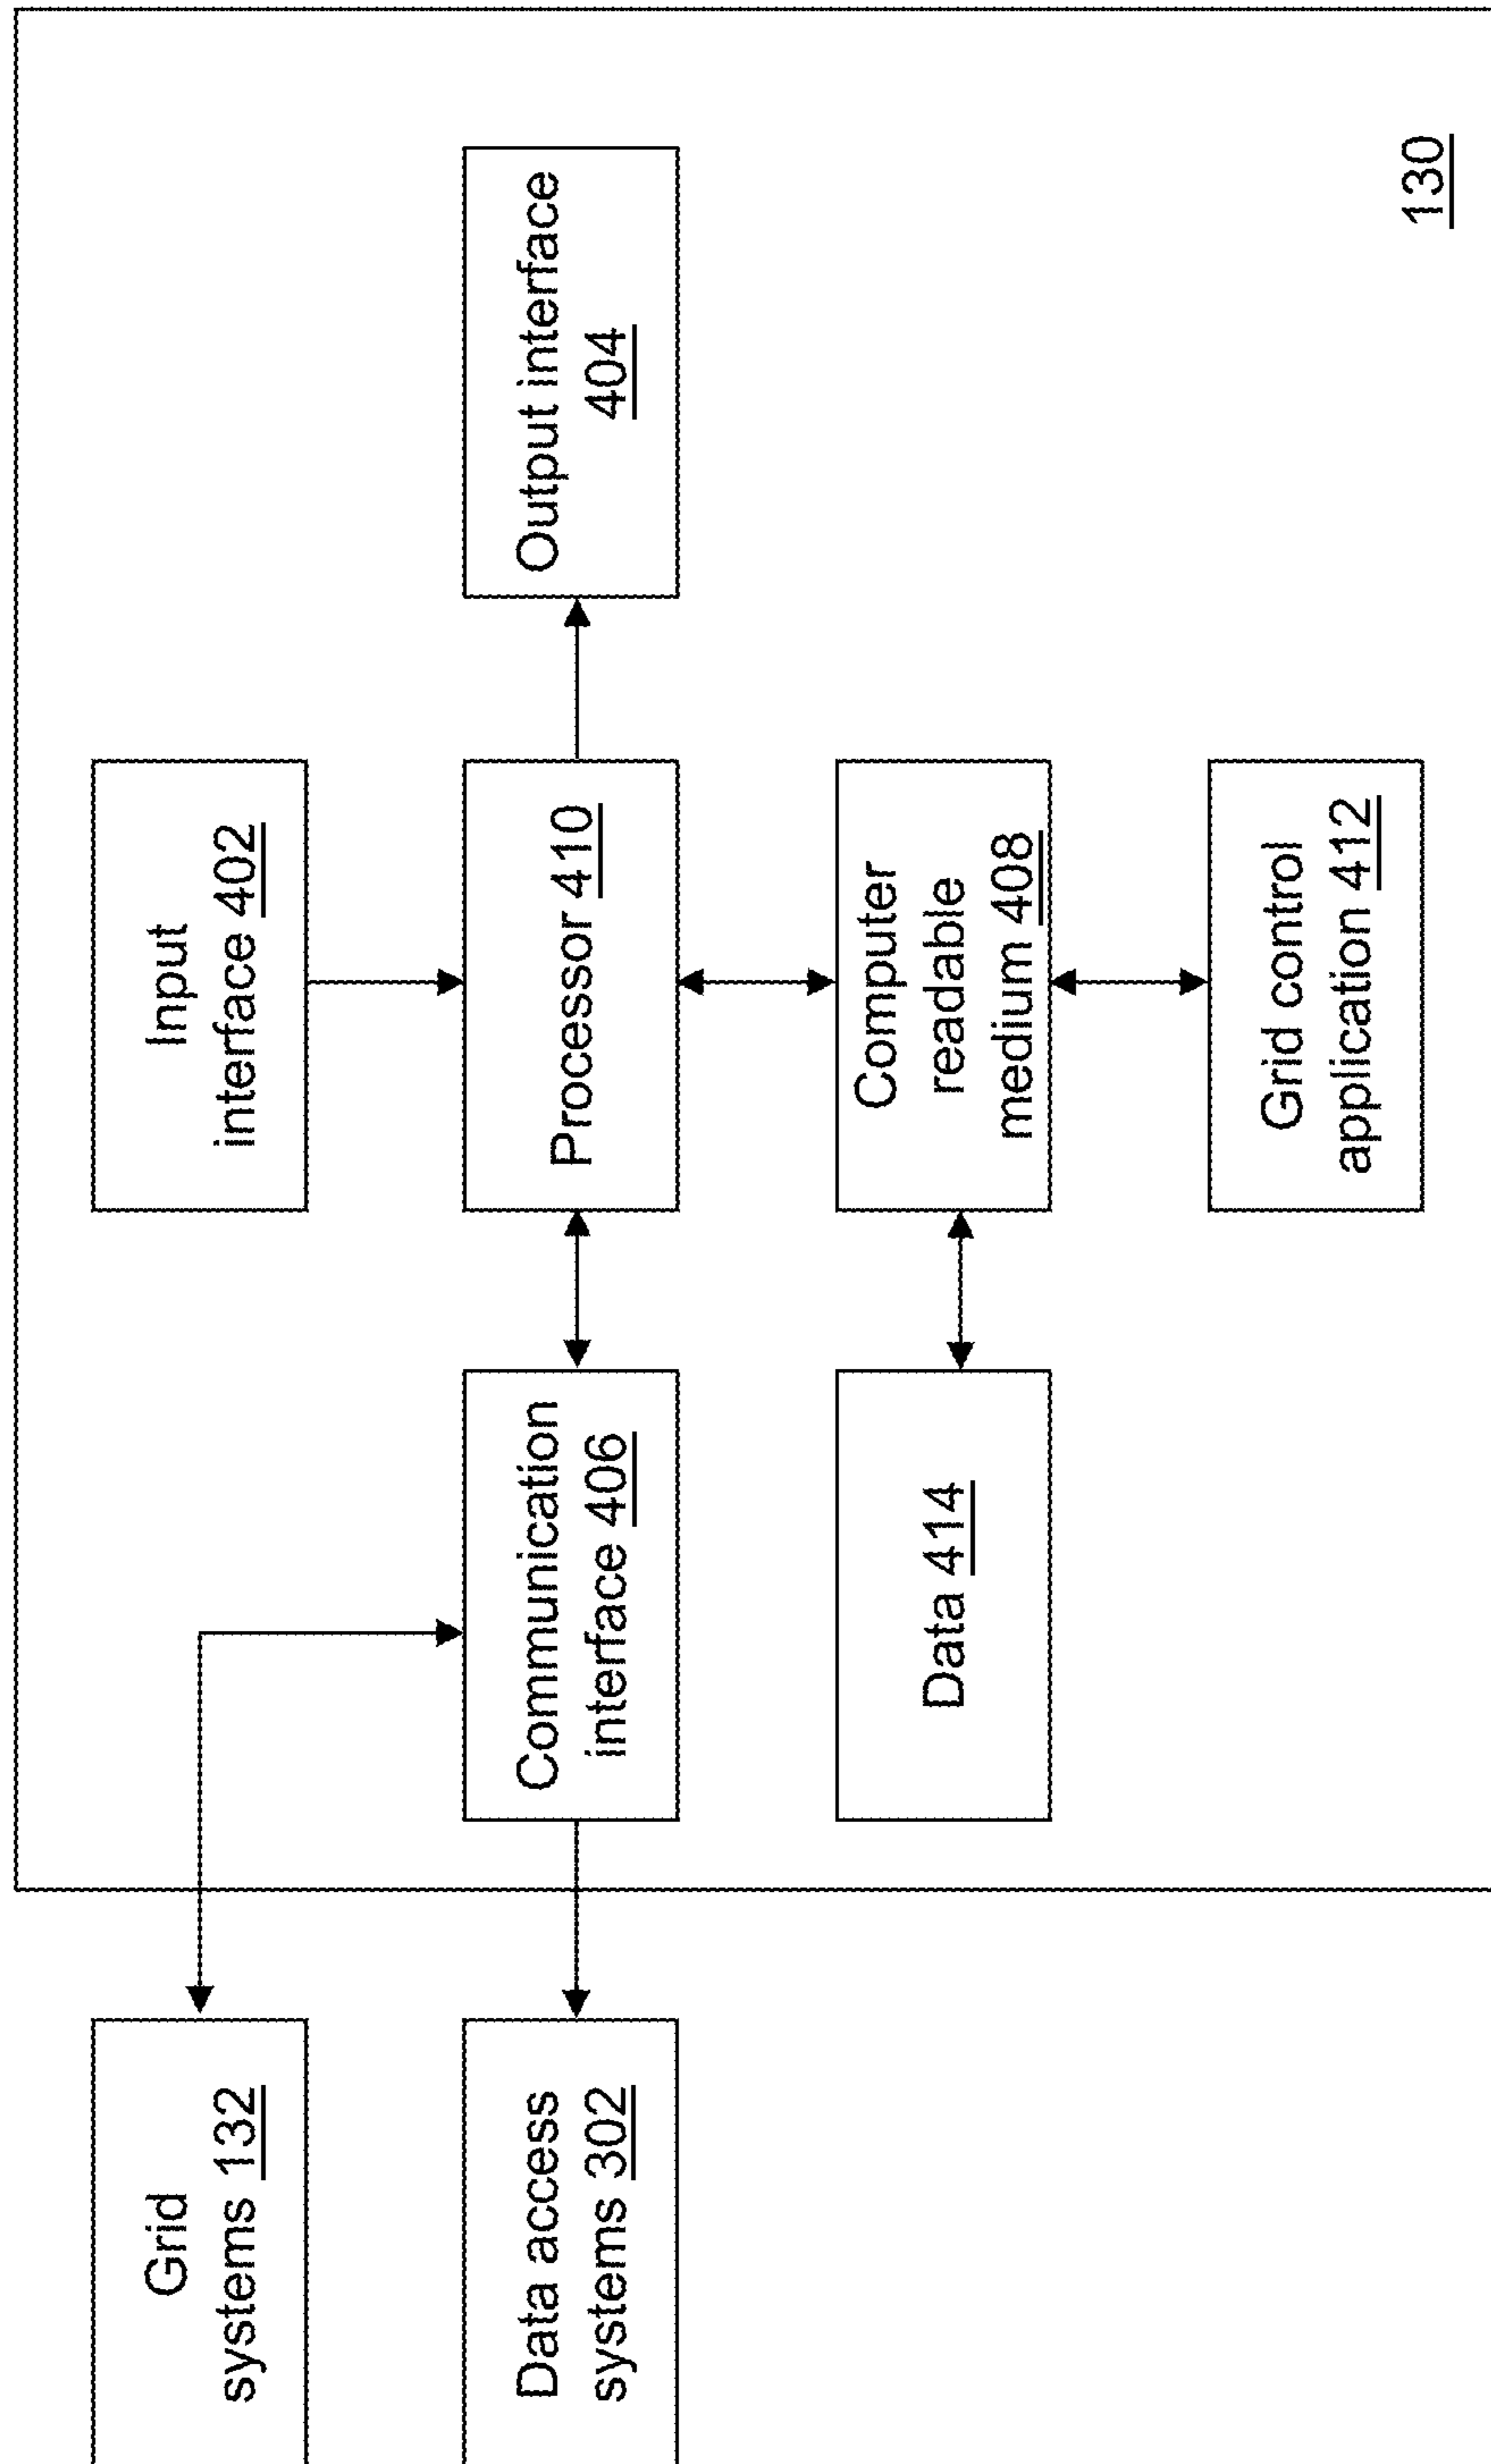 Grid
systems 132
Data access
systems 302
Communication
interface 406
Data 414
Input
interface 402
Processor 410
Computer
readable
medium 408
Grid control
application 412
Output interface
404
130